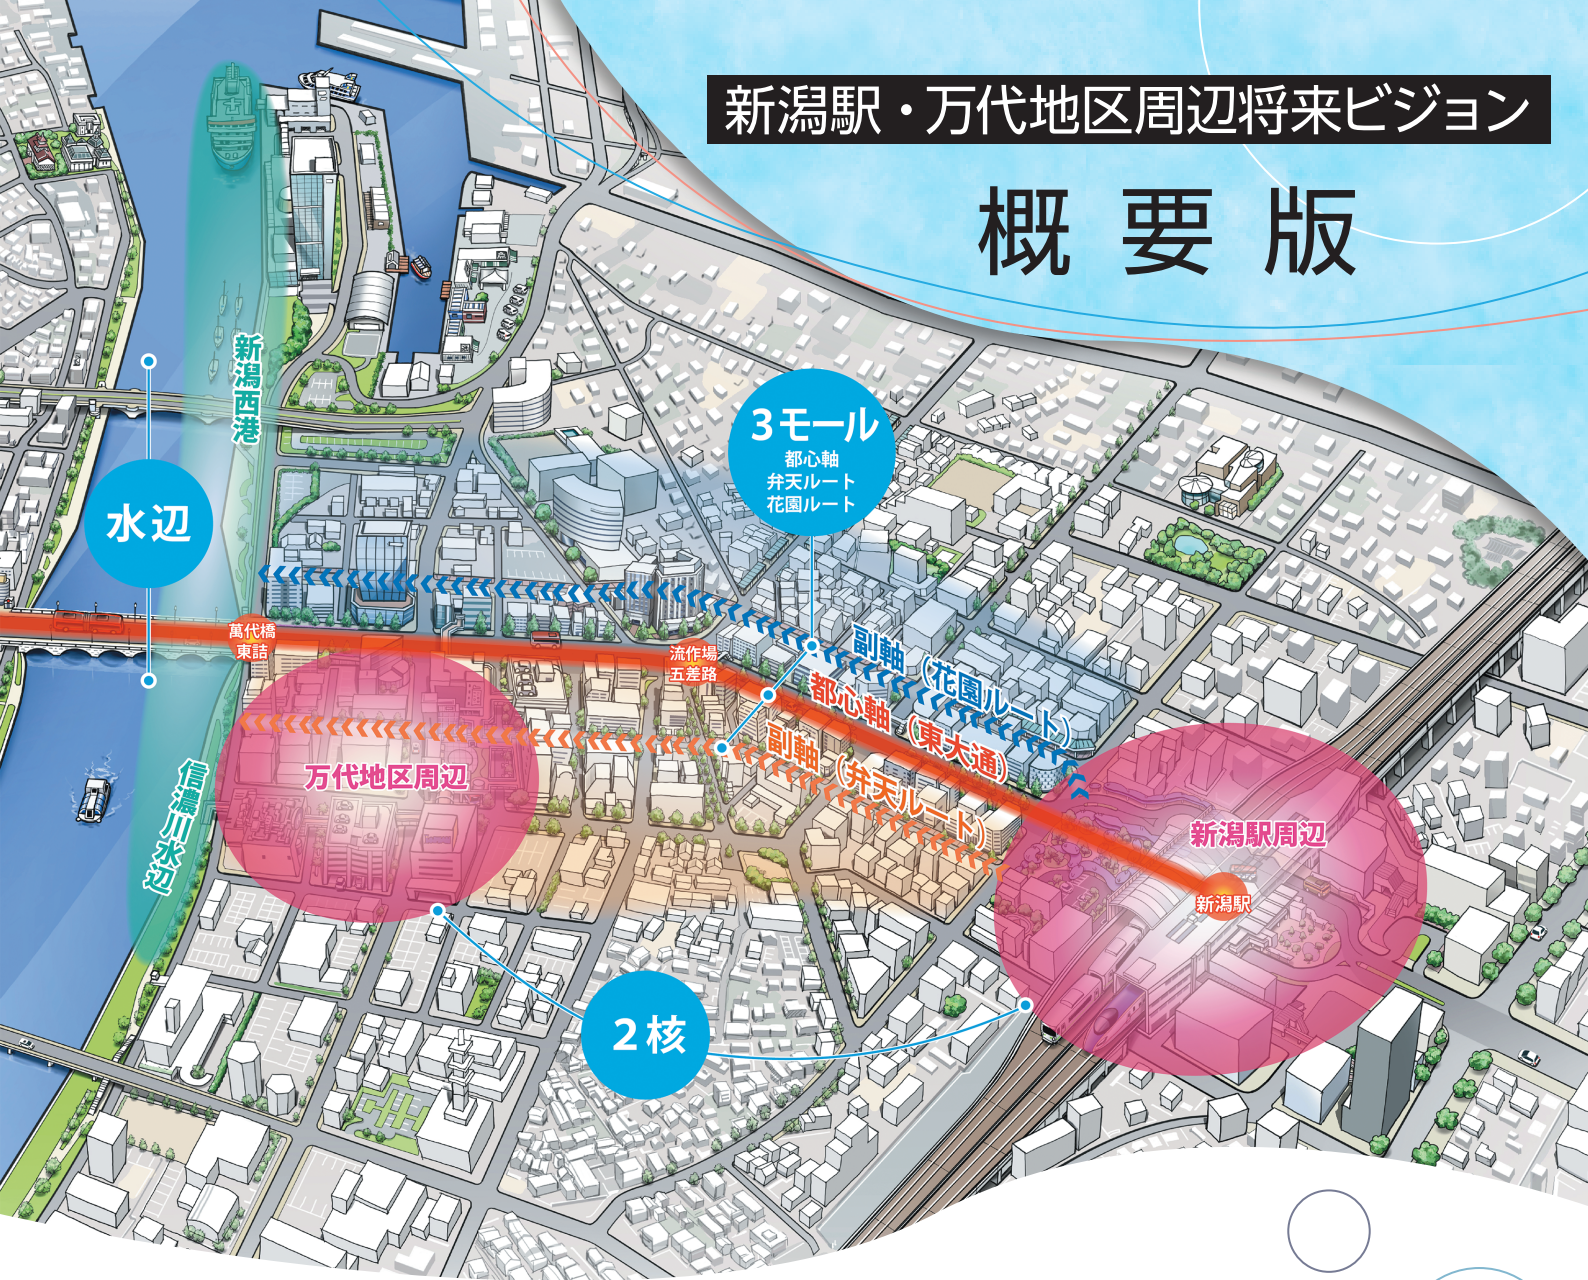 新潟駅・万代地区周辺将来ビジョン
概要版
新潟西港
3モール
都心軸
弁天ルート
花園ルート
水辺
萬代橋
東詰
流作場
五差路
副軸（花園ルート）
都心軸（東大通）
副軸（弁天ルート）
万代地区周辺
信濃川水辺
新潟駅周辺
新潟駅
2核